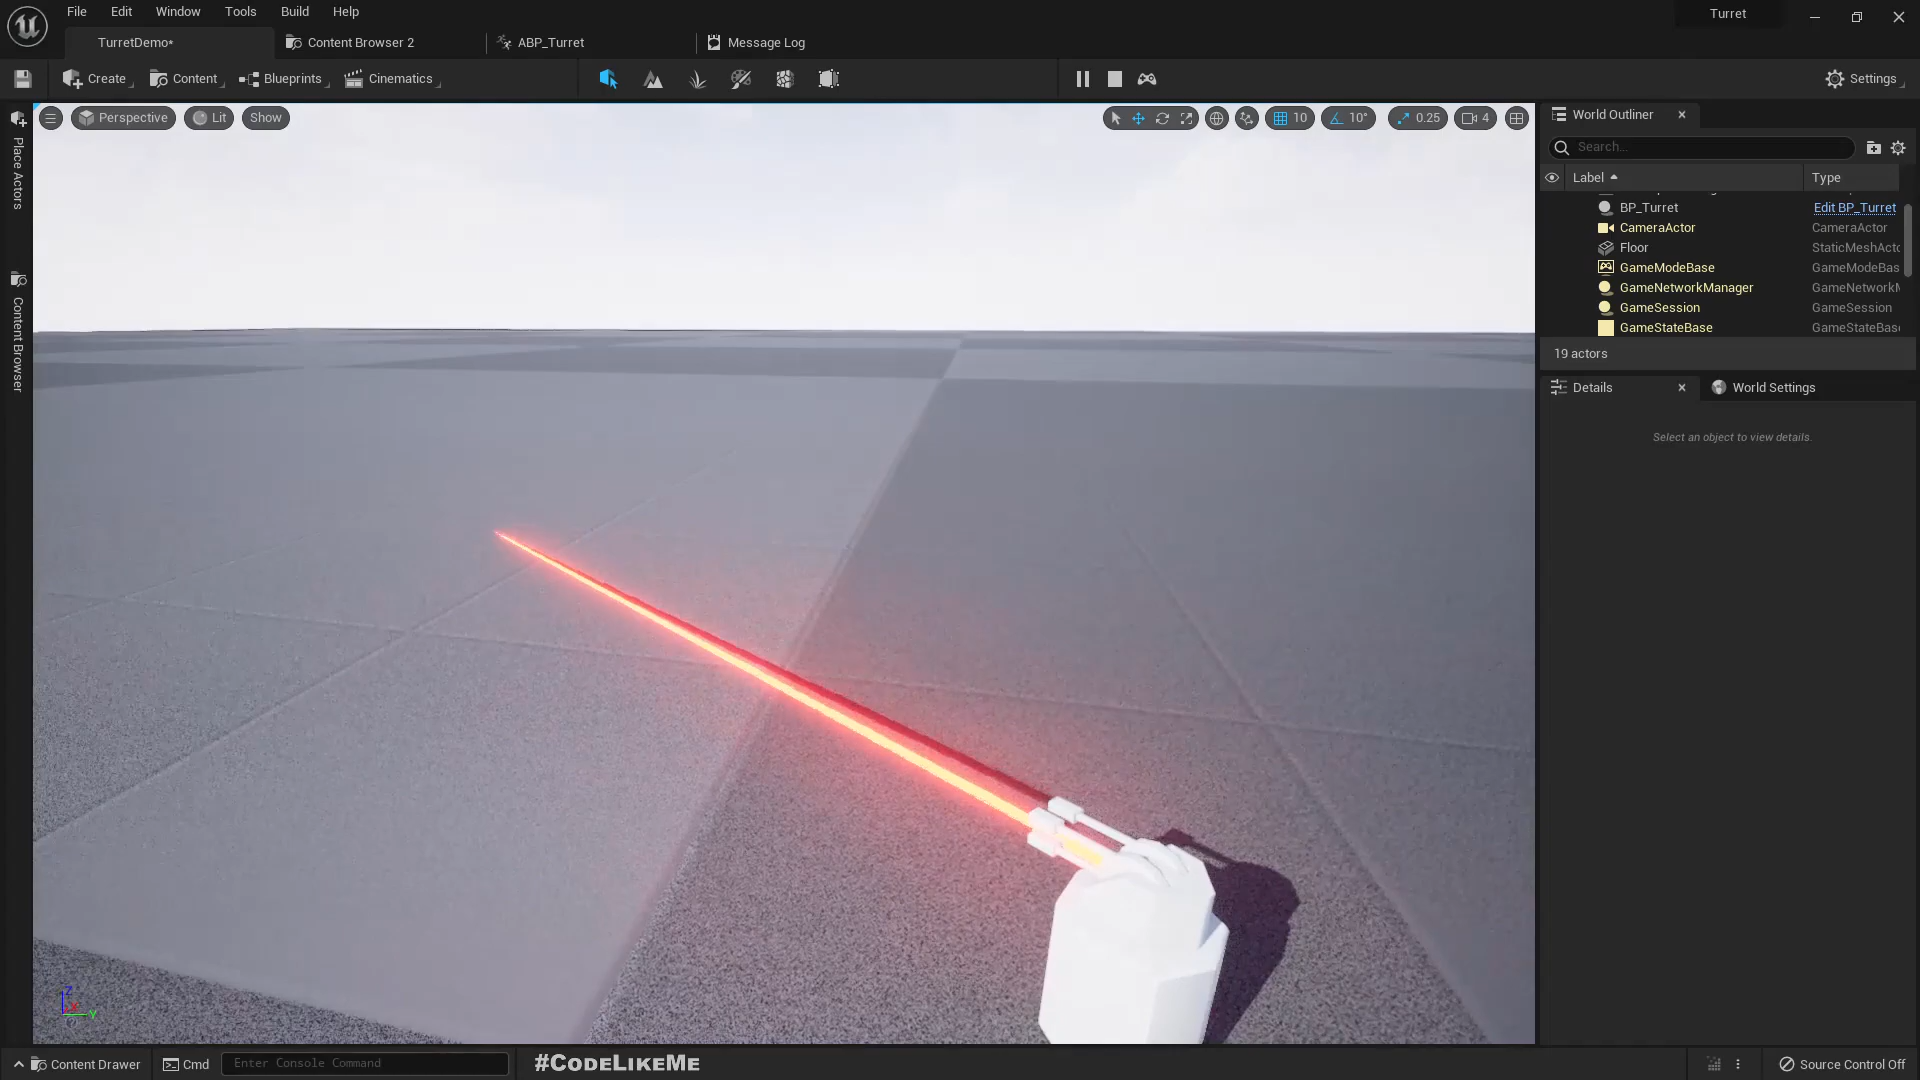 File Edit Window Tools Build Help
Turret
TurretDemo*
Content Browser 2
ABP_Turret
Message Log
Create
Content
Blueprints
Cinematics
Settings
Perspective
Lit
Show
10
10°
0.25
4
Place Actors
Content Browser
World Outliner
Search...
Label
Type
BP_Turret Edit BP_Turret
CameraActor CameraActor
Floor StaticMeshActo
GameModeBase GameModeBas
GameNetworkManager GameNetworkM
GameSession GameSession
GameStateBase GameStateBas
19 actors
Details
World Settings
Select an object to view details.
Z
X
Y
Content Drawer
Cmd
Enter Console Command
#CodeLikeMe
Source Control Off